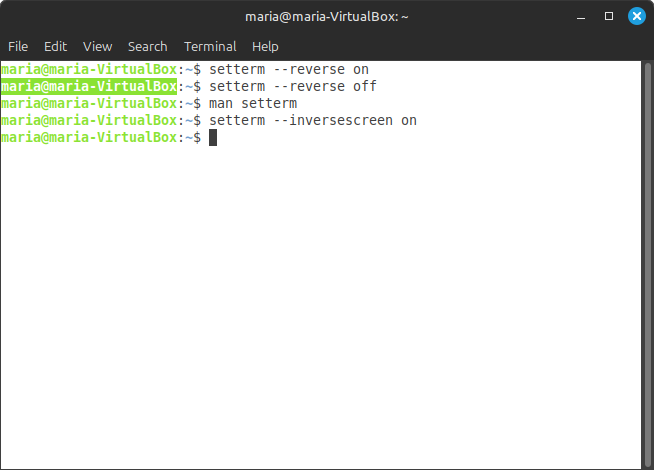 maria@maria-VirtualBox: ~
File Edit View Search Terminal Help
maria@maria-VirtualBox:~$ setterm --reverse on
maria@maria-VirtualBox:~$ setterm --reverse off
maria@maria-VirtualBox:~$ man setterm
maria@maria-VirtualBox:~$ setterm --inversescreen on
maria@maria-VirtualBox:~$